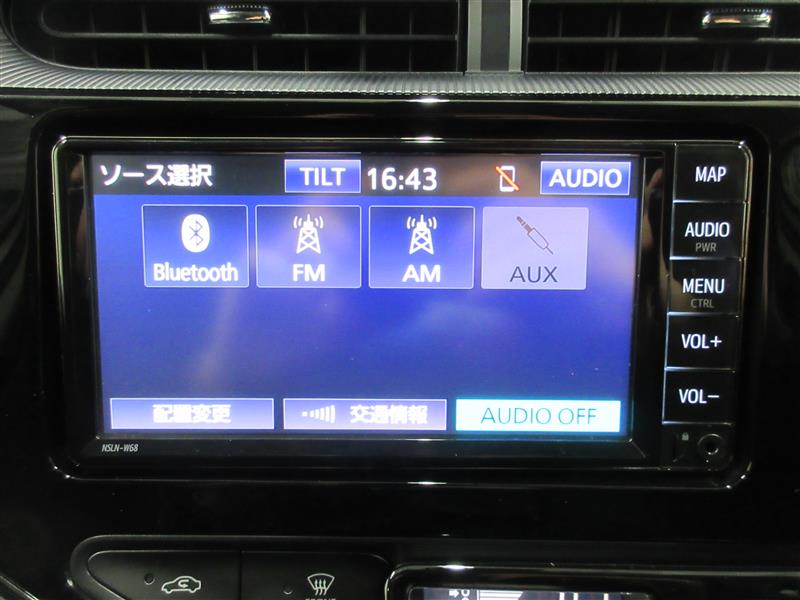 ソース選択 TILT 16:43 AUDIO
Bluetooth FM AM AUX
配置変更 交通情報 AUDIO OFF
NSLN-W68
MAP
AUDIO
PWR
MENU
CTRL
VOL+
VOL-
FRONT